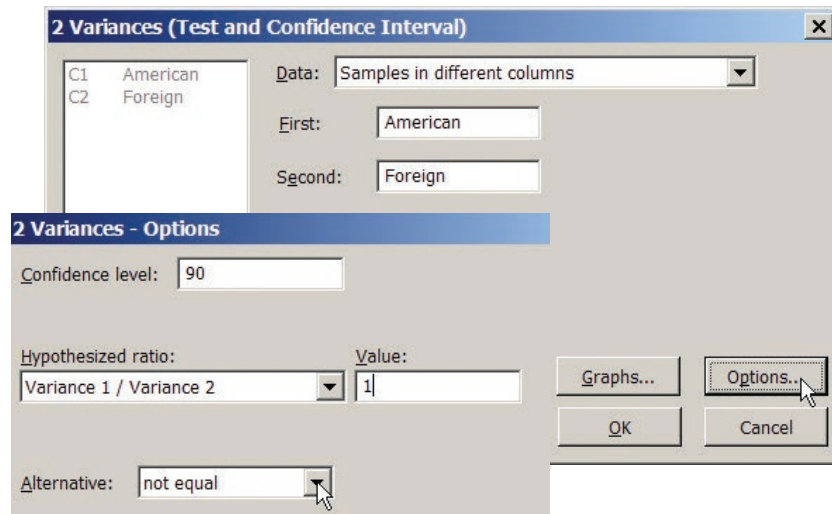 2 Variances (Test and Confidence Interval)
C1 American
C2 Foreign
Data: Samples in different columns
First: American
Second: Foreign
2 Variances - Options
Confidence level: 90
Hypothesized ratio: Value:
Variance 1 / Variance 2 1
Graphs... Options...
OK Cancel
Alternative: not equal